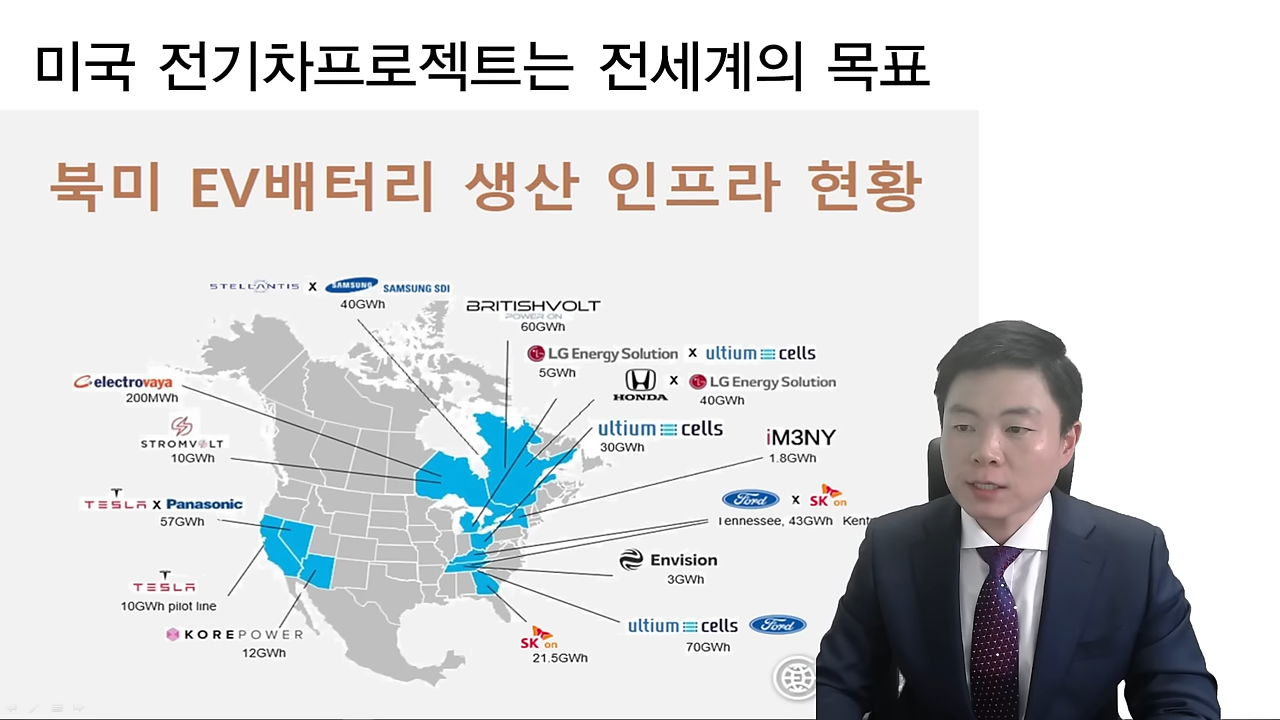 미국 전기차프로젝트는 전세계의 목표
북미 EV배터리 생산 인프라 현황
STELLANTIS X SAMSUNG SAMSUNG SDI
40GWh
BRITISHVOLT
POWER ON
60GWh
LG Energy Solution X ultium cells
5GWh
HONDA X LG Energy Solution
40GWh
electrovaya
200MWh
ultium cells
30GWh
STROMVOLT
10GWh
iM3NY
1.8GWh
TESLA X Panasonic
57GWh
Ford X SK on
Tennessee, 43GWh
Envision
3GWh
TESLA
10GWh pilot line
KOREPOWER
12GWh
SK on
21.5GWh
ultium cells Ford
70GWh